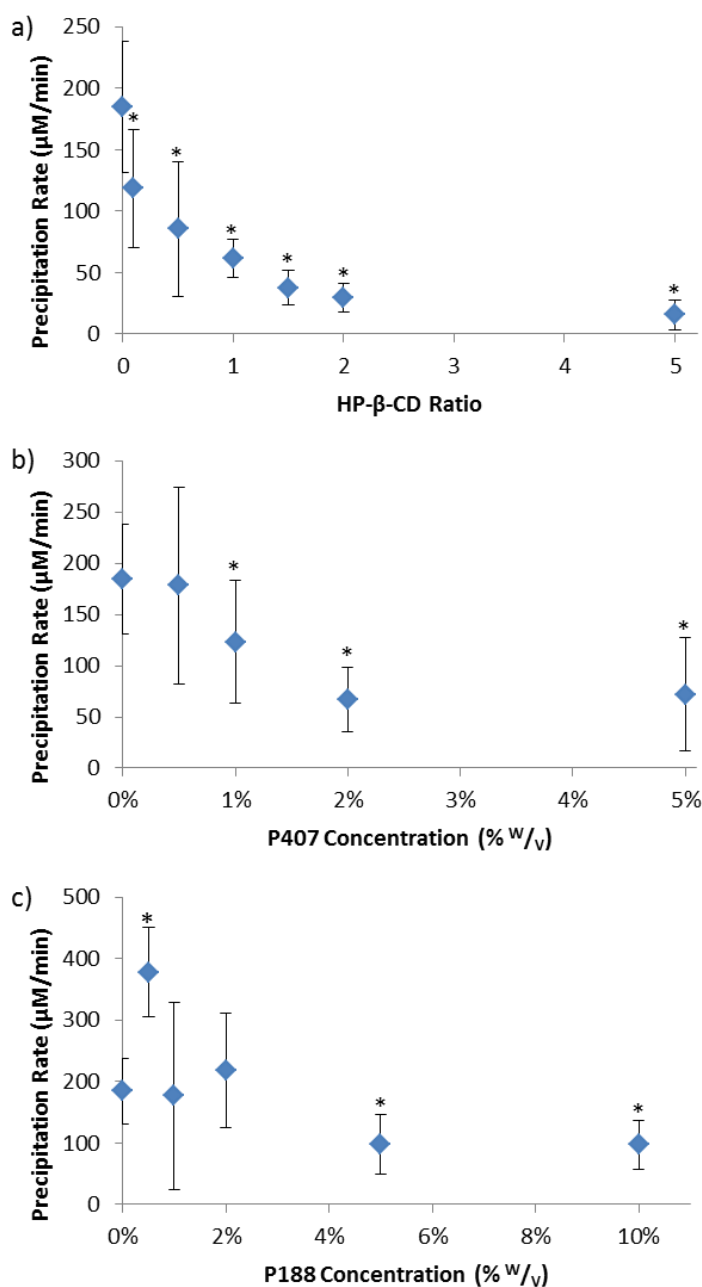 a)
Precipitation Rate (µM/min)
250
200
150
100
50
0
* * * * * *
0 1 2 3 4 5
HP-β-CD Ratio
b)
Precipitation Rate (µM/min)
300
250
200
150
100
50
0
* * *
0% 1% 2% 3% 4% 5%
P407 Concentration (% W/V)
c)
Precipitation Rate (µM/min)
500
400
300
200
100
0
* * *
0% 2% 4% 6% 8% 10%
P188 Concentration (% W/V)